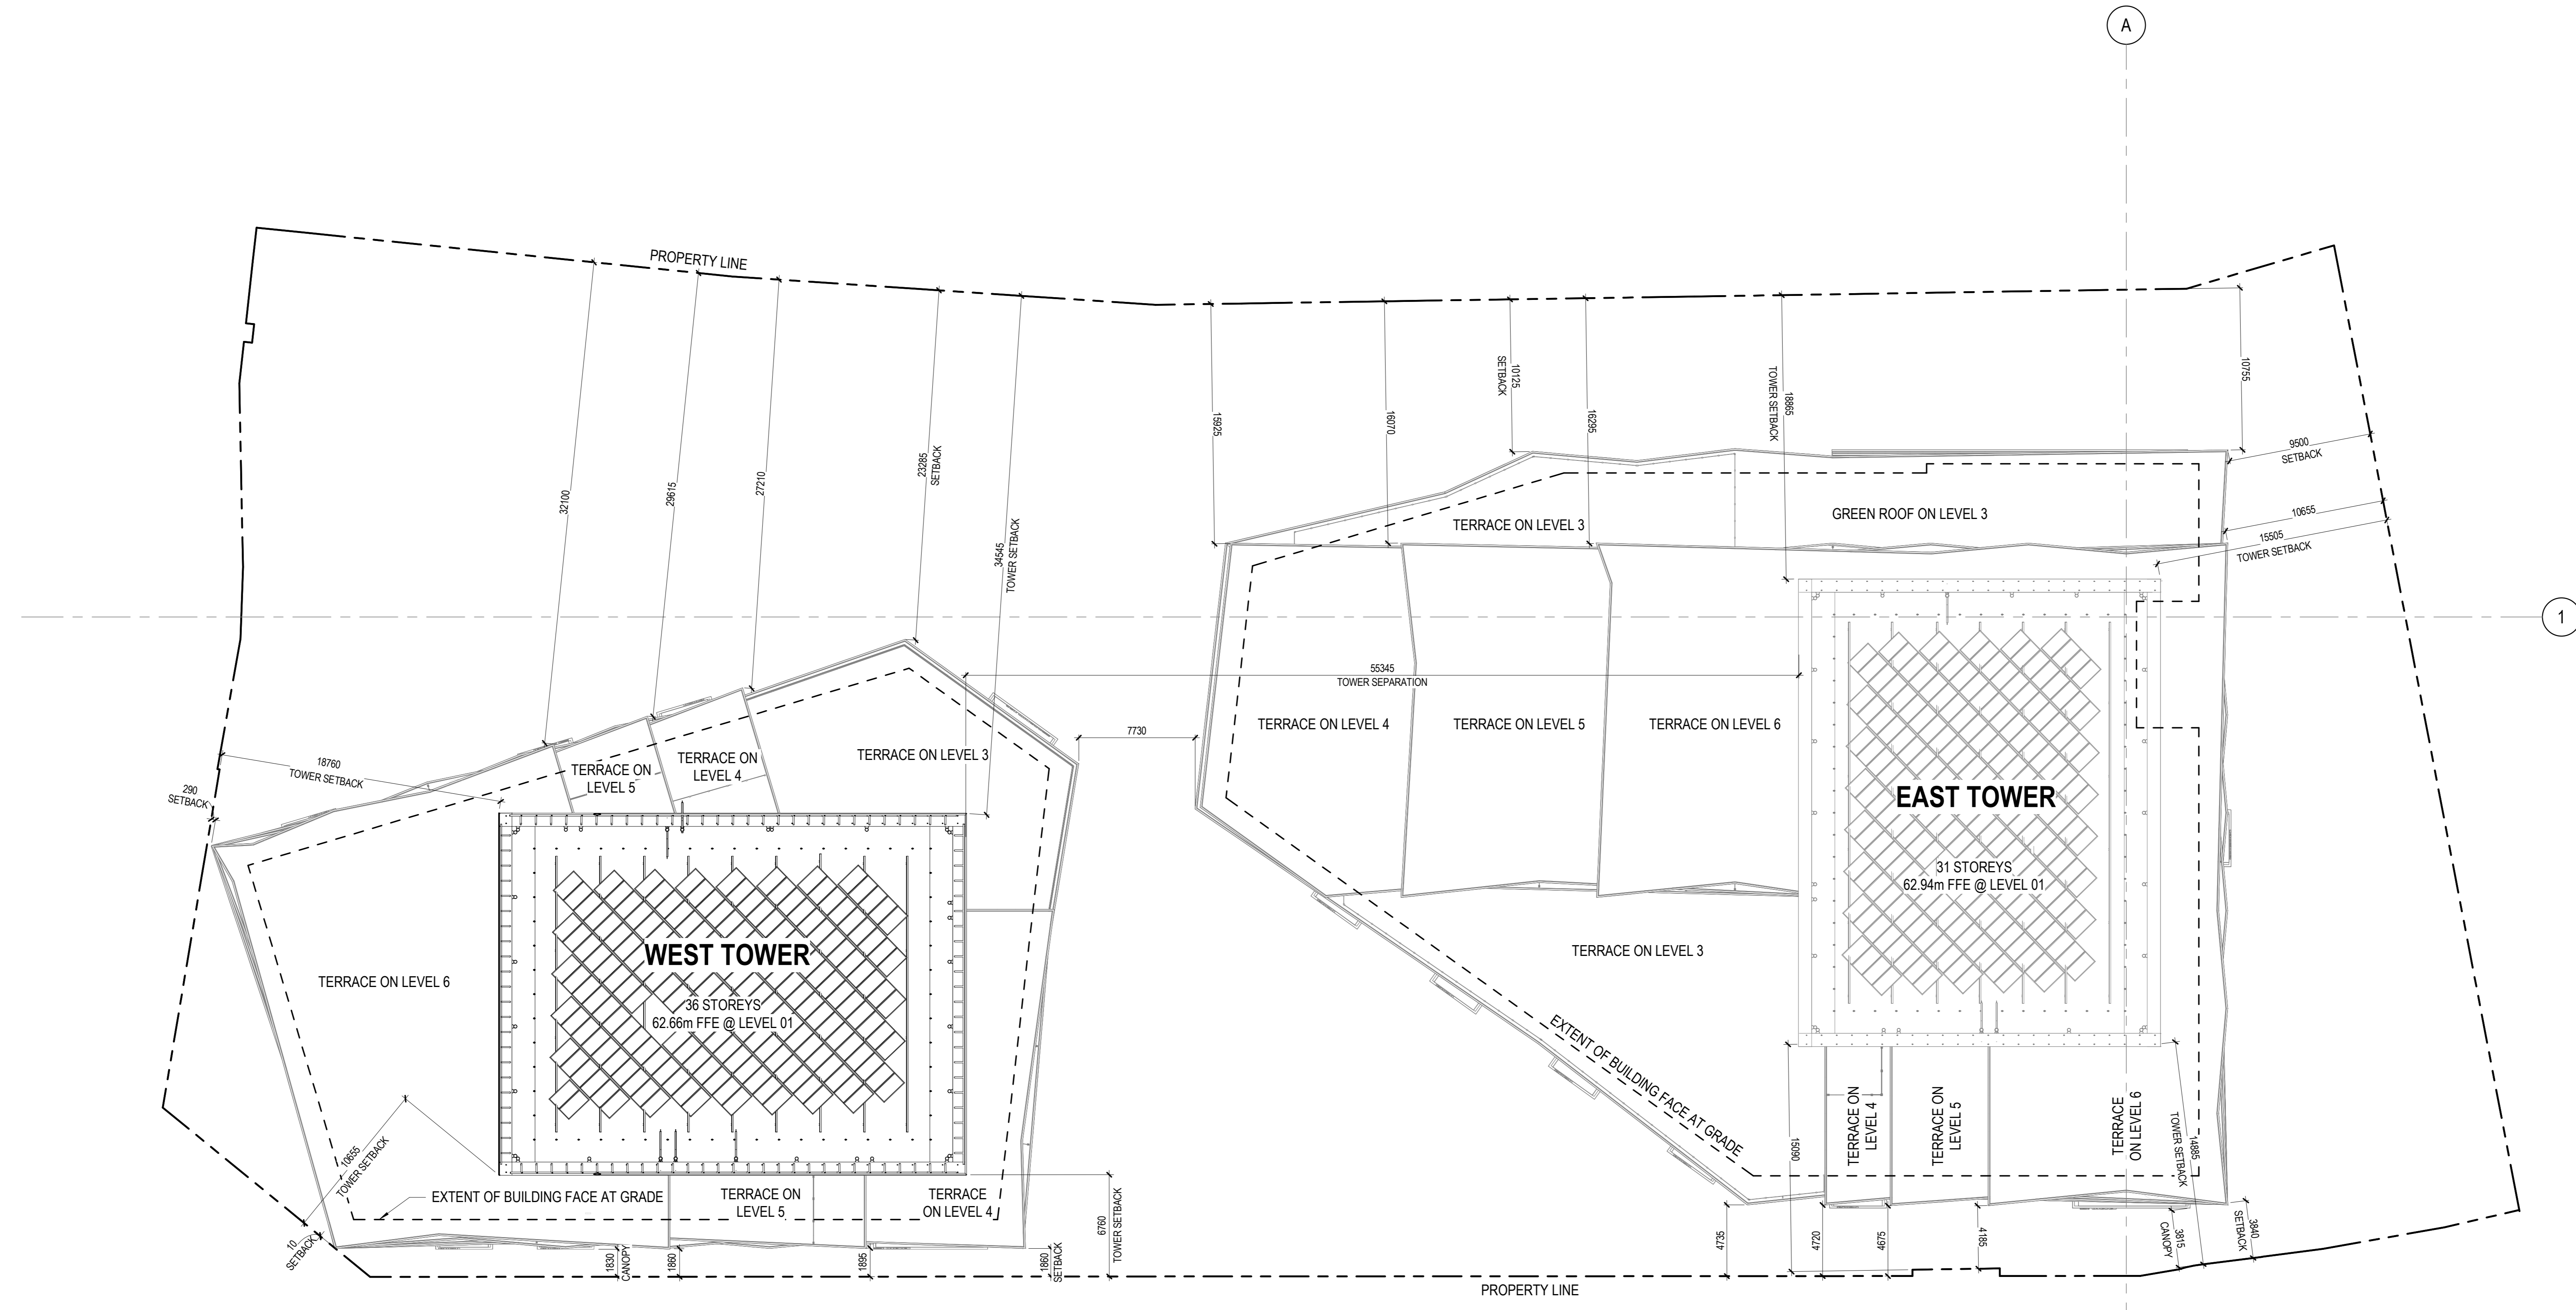 A
PROPERTY LINE
32100
29615
27210
23285
SETBACK
34545
TOWER SETBACK
15925
16070
10125
SETBACK
16295
18865
TOWER SETBACK
10755
9500
SETBACK
10655
15505
TOWER SETBACK
TERRACE ON LEVEL 3
GREEN ROOF ON LEVEL 3
1
55345
TOWER SEPARATION
7730
18760
TOWER SETBACK
290
SETBACK
TERRACE ON
LEVEL 5
TERRACE ON
LEVEL 4
TERRACE ON LEVEL 3
TERRACE ON LEVEL 4
TERRACE ON LEVEL 5
TERRACE ON LEVEL 6
EAST TOWER
31 STOREYS
62.94m FFE @ LEVEL 01
WEST TOWER
36 STOREYS
62.66m FFE @ LEVEL 01
TERRACE ON LEVEL 6
TERRACE ON LEVEL 3
EXTENT OF BUILDING FACE AT GRADE
10655
TOWER SETBACK
10
SETBACK
EXTENT OF BUILDING FACE AT GRADE
TERRACE ON
LEVEL 5
TERRACE
ON LEVEL 4
1830
CANOPY
1860
1895
1860
SETBACK
6760
TOWER SETBACK
15090
TERRACE ON
LEVEL 4
TERRACE ON
LEVEL 5
TERRACE
ON LEVEL 6
14885
TOWER SETBACK
4735
4720
4675
4185
3815
CANOPY
3840
SETBACK
PROPERTY LINE